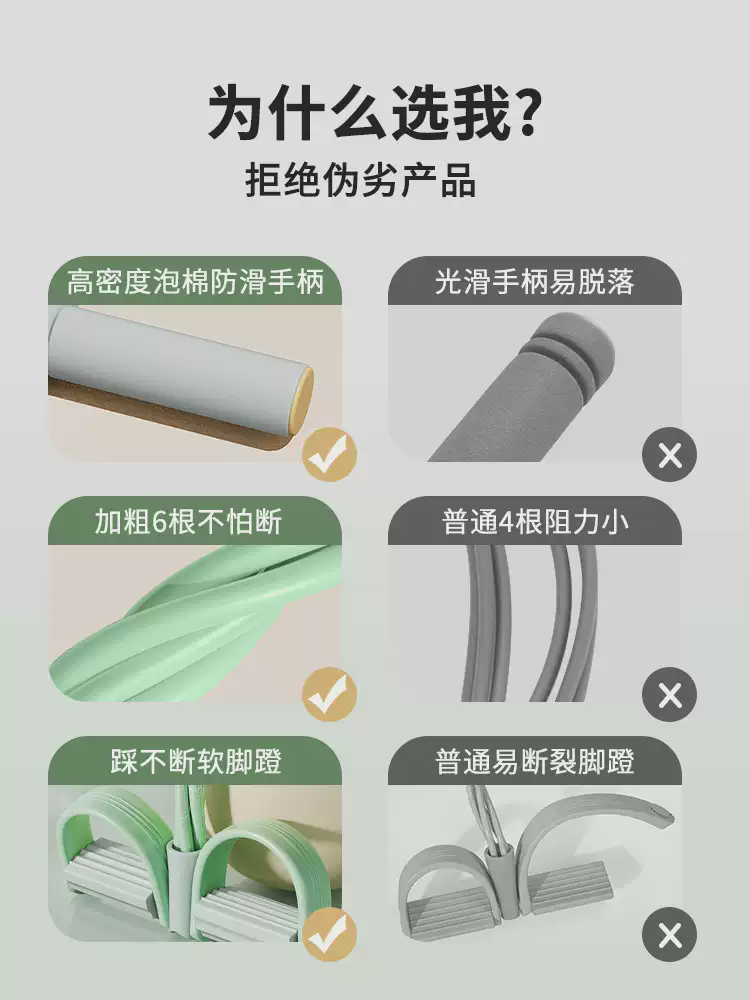 为什么选我?
拒绝伪劣产品
高密度泡棉防滑手柄
光滑手柄易脱落
加粗6根不怕断
普通4根阻力小
踩不断软脚蹬
普通易断裂脚蹬